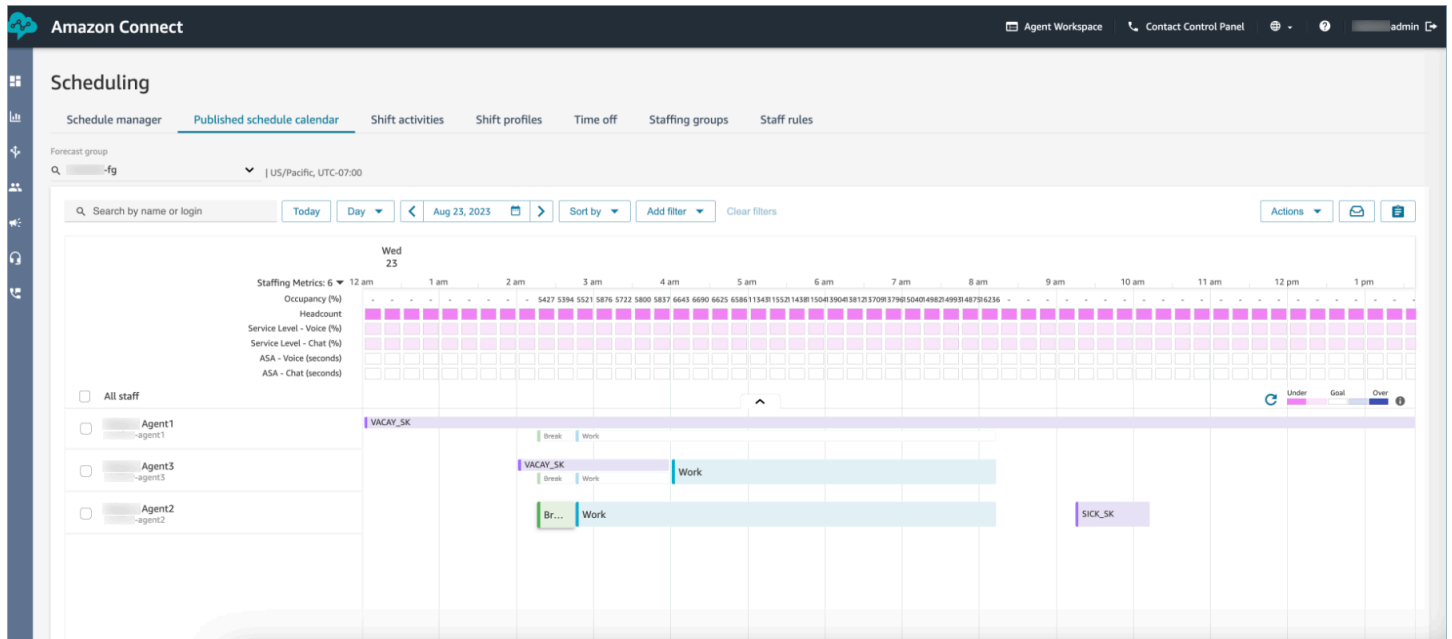 Amazon Connect
Agent Workspace
Contact Control Panel
admin
Scheduling
Schedule manager Published schedule calendar Shift activities Shift profiles Time off Staffing groups Staff rules
Forecast group
-fg | US/Pacific, UTC-07:00
Search by name or login Today Day Aug 23, 2023 Sort by Add filter Clear filters Actions
Wed
23
Staffing Metrics: 6 12 am 1 am 2 am 3 am 4 am 5 am 6 am 7 am 8 am 9 am 10 am 11 am 12 pm 1 pm
Occupancy (%) - - - - - - - - - 5427 5394 5521 5876 5722 5800 5837 6643 6690 6625 6586
Headcount
Service Level - Voice (%)
Service Level - Chat (%)
ASA - Voice (seconds)
ASA - Chat (seconds)
All staff Under Goal Over
Agent1 VACAY_SK
-agent1 Break Work
Agent3 VACAY_SK Work
-agent3 Break Work
Agent2 Br... Work SICK_SK
-agent2